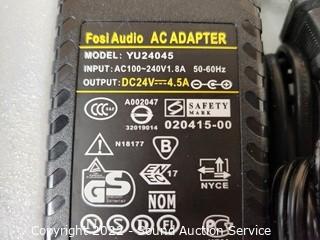 Fosi Audio AC ADAPTER
MODEL: YU24045
INPUT: AC100~240V1.8A 50-60Hz
OUTPUT: DC24V 4.5A
CCC
A002047
32019014
SAFETY
MARK
020415-00
N18177
B
GS
17
NYCE
NOM
N
D
S
F
Copyright 2022 - Sound Auction Service